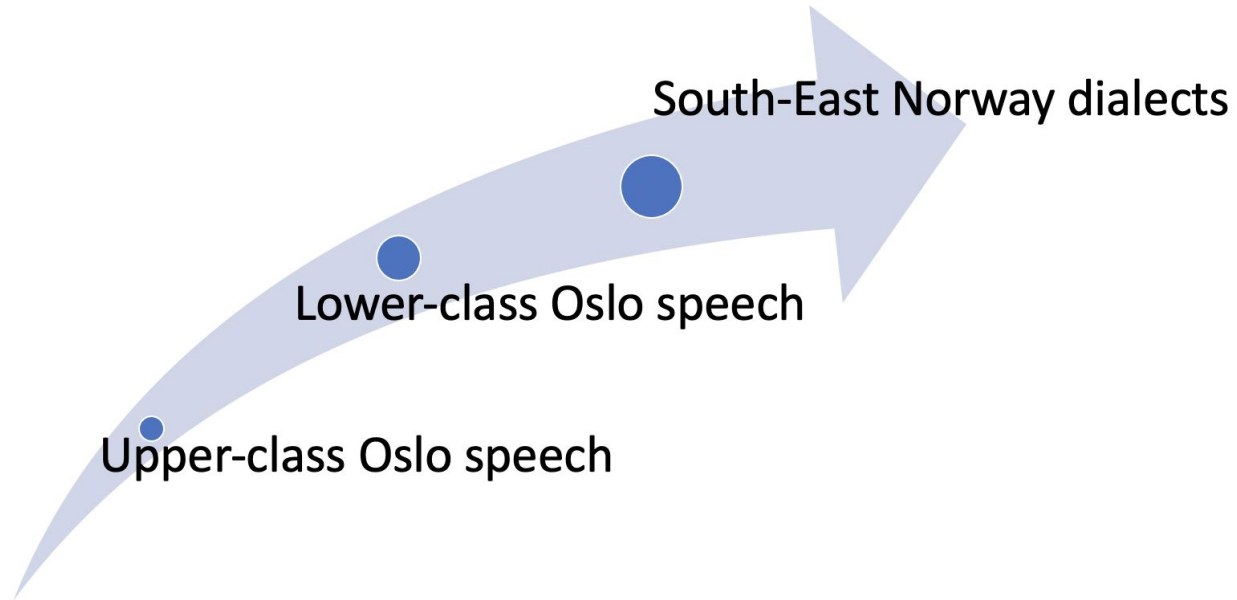 South-East Norway dialects
Lower-class Oslo speech
Upper-class Oslo speech